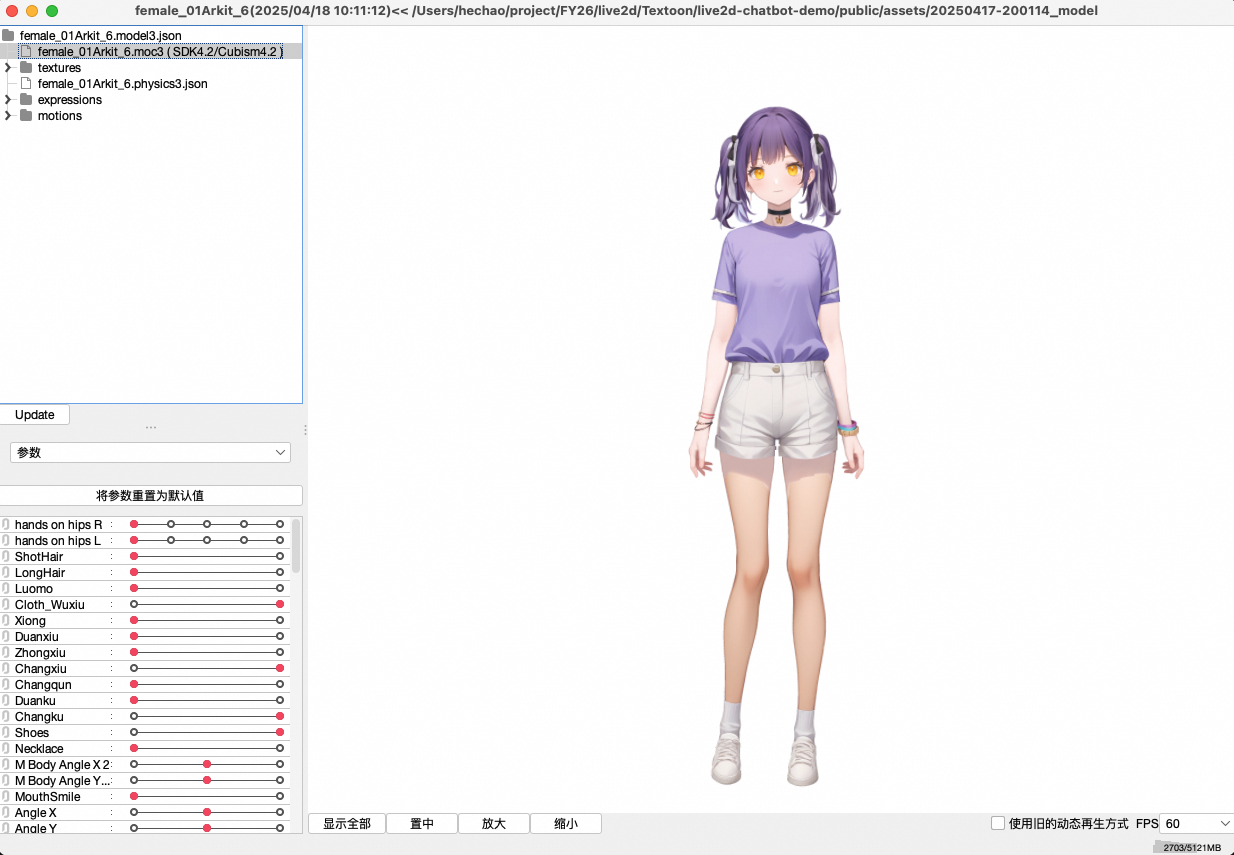 female_01Arkit_6(2025/04/18 10:11:12)<< /Users/hechao/project/FY26/live2d/Textoon/live2d-chatbot-demo/public/assets/20250417-200114_model
female_01Arkit_6.model3.json
female_01Arkit_6.moc3 ( SDK4.2/Cubism4.2 )
textures
female_01Arkit_6.physics3.json
expressions
motions
Update
...
参数
将参数重置为默认值
hands on hips R :
hands on hips L :
ShotHair :
LongHair :
Luomo :
Cloth_Wuxiu :
Xiong :
Duanxiu :
Zhongxiu :
Changxiu :
Changqun :
Duanku :
Changku :
Shoes :
Necklace :
M Body Angle X 2:
M Body Angle Y...:
MouthSmile :
Angle X :
Angle Y :
显示全部 置中 放大 缩小
使用旧的动态再生方式 FPS 60
2703/5121MB